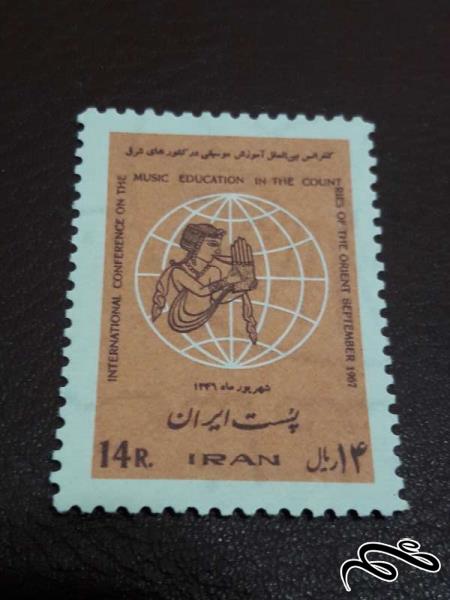 کنفرانس بین‌المللی آموزش موسیقی در کشورهای شرق
INTERNATIONAL CONFERENCE ON THE MUSIC EDUCATION IN THE COUNTRIES OF THE ORIENT SEPTEMBER 1967
شهریور ماه ۱۳۴۶
پست ایران
14R. IRAN ۱۴ ریال